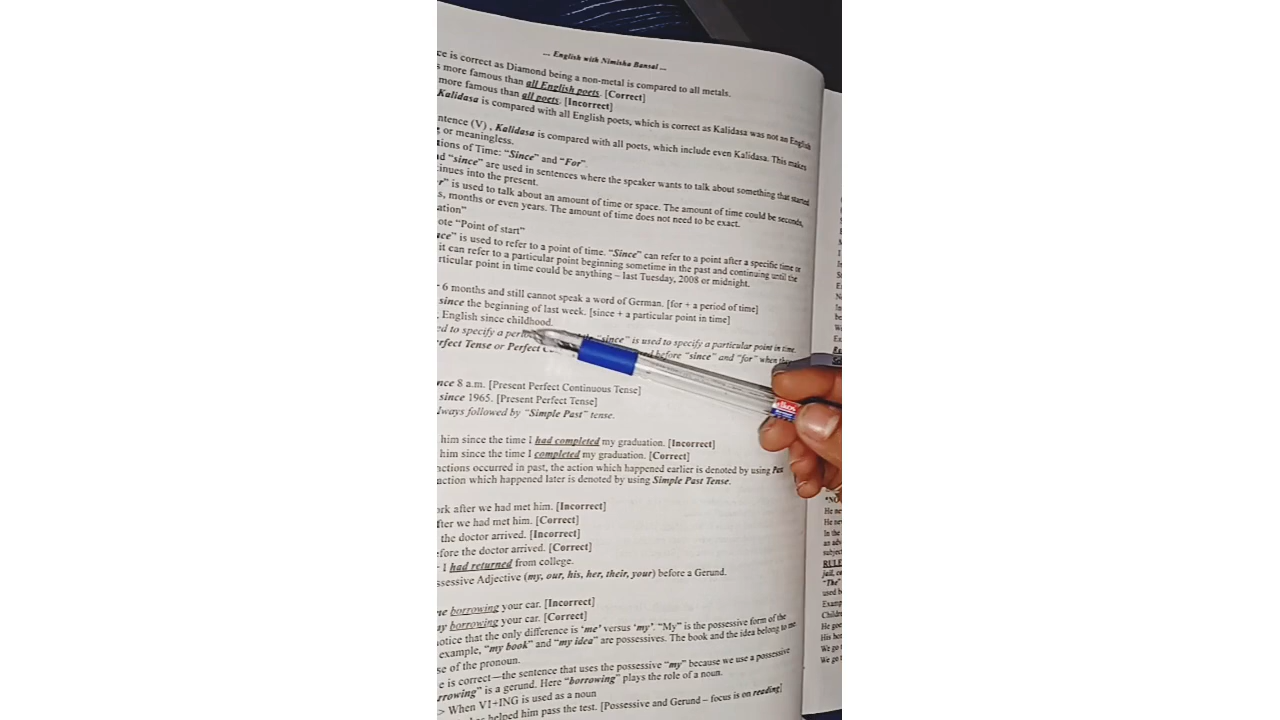 ... English with Nimisha Bansal ...
ce is correct as Diamond being a non-metal is compared to all metals.
s more famous than all English poets. [Correct]
more famous than all poets. [Incorrect]
Kalidasa is compared with all English poets, which is correct as Kalidasa was not an English
ntence (V) , Kalidasa is compared with all poets, which include even Kalidasa. This makes
or meaningless.
ions of Time: "Since" and "For".
nd "since" are used in sentences where the speaker wants to talk about something that started
inues into the present.
r" is used to talk about an amount of time or space. The amount of time could be seconds,
s, months or even years. The amount of time does not need to be exact.
ation"
ote "Point of start"
ce" is used to refer to a point of time. "Since" can refer to a point after a specific time or
it can refer to a particular point beginning sometime in the past and continuing until the
rticular point in time could be anything – last Tuesday, 2008 or midnight.
6 months and still cannot speak a word of German. [for + a period of time]
since the beginning of last week. [since + a particular point in time]
English since childhood.
ed to specify a "since" is used to specify a particular point in time.
rfect Tense or Perfect before "since" and "for" when
nce 8 a.m. [Present Perfect Continuous Tense]
since 1965. [Present Perfect Tense]
lways followed by "Simple Past" tense.
him since the time I had completed my graduation. [Incorrect]
him since the time I completed my graduation. [Correct]
actions occurred in past, the action which happened earlier is denoted by using
action which happened later is denoted by using Simple Past Tense.
rk after we had met him. [Incorrect]
fter we had met him. [Correct]
the doctor arrived. [Incorrect]
efore the doctor arrived. [Correct]
I had returned from college.
ssessive Adjective (my, our, his, her, their, your) before a Gerund.
me borrowing your car. [Incorrect]
my borrowing your car. [Correct]
notice that the only difference is 'me' versus 'my'. "My" is the possessive form of the
example, "my book" and "my idea" are possessives. The book and the idea belong to me
se of the pronoun.
e is correct—the sentence that uses the possessive "my" because we use a possessive
rrowing" is a gerund. Here "borrowing" plays the role of a noun.
> When V1+ING is used as a noun
helped him pass the test. [Possessive and Gerund – focus is on reading]